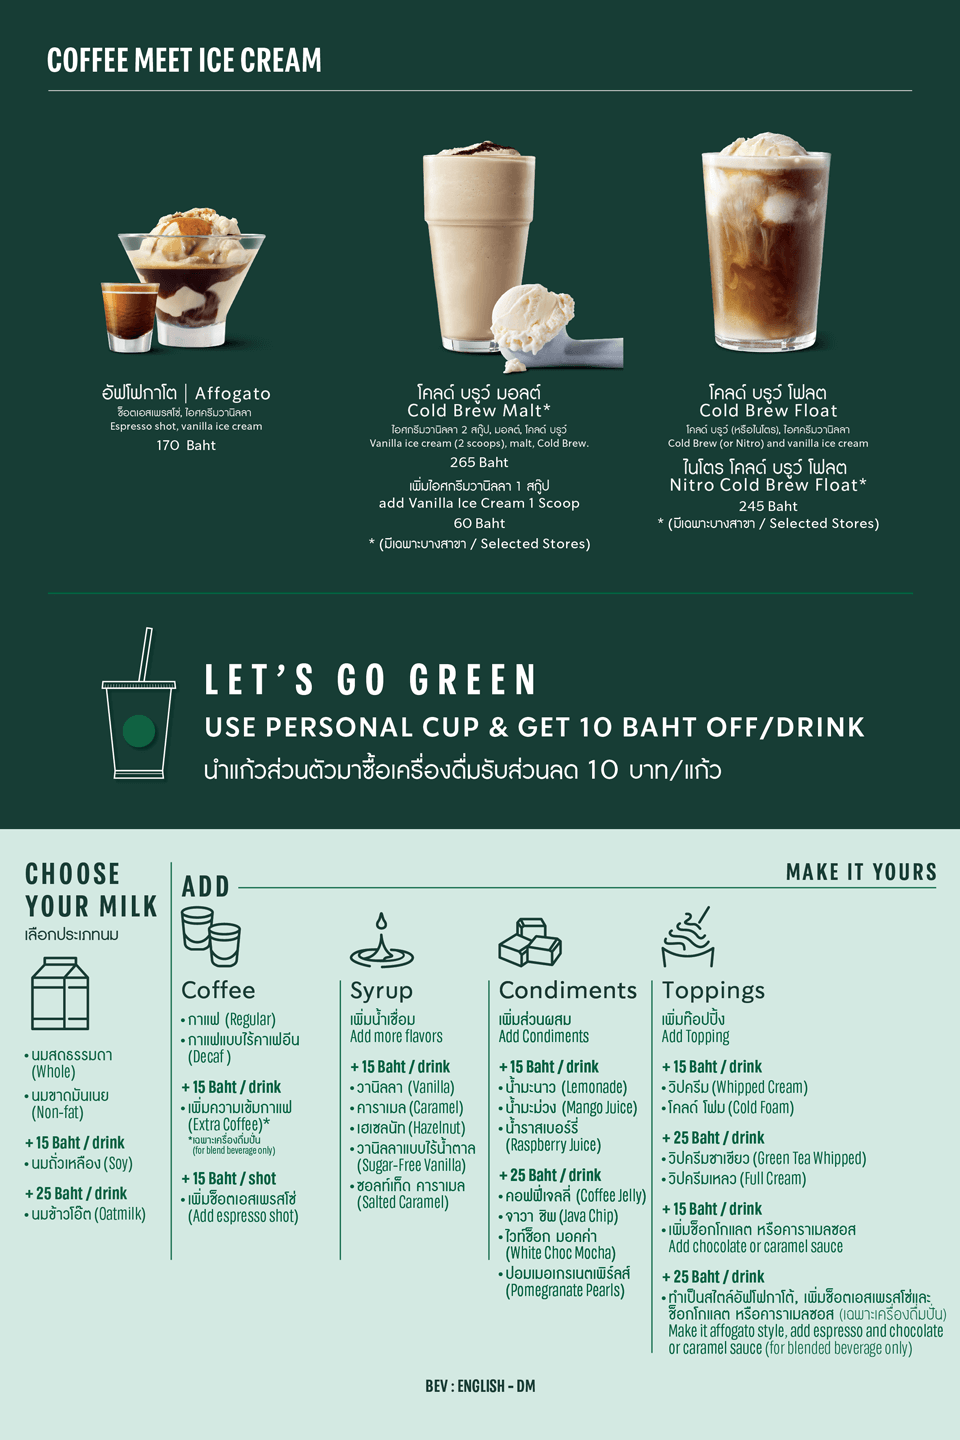 COFFEE MEET ICE CREAM
อัฟโฟกาโต | Affogato
ช็อตเอสเพรสโซ่, ไอศครีมวานิลลา
Espresso shot, vanilla ice cream
170 Baht
โคลด์ บรูว์ มอลต์
Cold Brew Malt*
ไอศกรีมวานิลลา 2 สกู๊ป, มอลต์, โคลด์ บรูว์
Vanilla ice cream (2 scoops), malt, Cold Brew.
265 Baht
เพิ่มไอศกรีมวานิลลา 1 สกู๊ป
add Vanilla Ice Cream 1 Scoop
60 Baht
* (มีเฉพาะบางสาขา / Selected Stores)
โคลด์ บรูว์ โฟลต
Cold Brew Float
โคลด์ บรูว์ (หรือไนโตร), ไอศครีมวานิลลา
Cold Brew (or Nitro) and vanilla ice cream
ไนโตร โคลด์ บรูว์ โฟลต
Nitro Cold Brew Float*
245 Baht
* (มีเฉพาะบางสาขา / Selected Stores)
LET'S GO GREEN
USE PERSONAL CUP & GET 10 BAHT OFF/DRINK
นำแก้วส่วนตัวมาซื้อเครื่องดื่มรับส่วนลด 10 บาท/แก้ว
CHOOSE
YOUR MILK
เลือกประเภทนม
• นมสดธรรมดา
(Whole)
• นมขาดมันเนย
(Non-fat)
+ 15 Baht / drink
• นมถั่วเหลือง (Soy)
+ 25 Baht / drink
• นมข้าวโอ๊ต (Oatmilk)
ADD
MAKE IT YOURS
Coffee
• กาแฟ (Regular)
• กาแฟแบบไร้คาเฟอีน
(Decaf )
+ 15 Baht / drink
• เพิ่มความเข้มกาแฟ
(Extra Coffee)*
*เฉพาะเครื่องดื่มปั่น
(for blend beverage only)
+ 15 Baht / shot
• เพิ่มช็อตเอสเพรสโซ่
(Add espresso shot)
Syrup
เพิ่มน้ำเชื่อม
Add more flavors
+ 15 Baht / drink
• วานิลลา (Vanilla)
• คาราเมล (Caramel)
• เฮเซลนัท (Hazelnut)
• วานิลลาแบบไร้น้ำตาล
(Sugar-Free Vanilla)
• ซอลท์เท็ด คาราเมล
(Salted Caramel)
Condiments
เพิ่มส่วนผสม
Add Condiments
+ 15 Baht / drink
• น้ำมะนาว (Lemonade)
• น้ำมะม่วง (Mango Juice)
• น้ำราสเบอร์รี่
(Raspberry Juice)
+ 25 Baht / drink
• คอฟฟี่เจลลี่ (Coffee Jelly)
• จาวา ชิพ (Java Chip)
• ไวท์ช็อก มอคค่า
(White Choc Mocha)
• ปอมเมอเกรเนตเพิร์ลส์
(Pomegranate Pearls)
Toppings
เพิ่มท๊อปปิ้ง
Add Topping
+ 15 Baht / drink
• วิปครีม (Whipped Cream)
• โคลด์ โฟม (Cold Foam)
+ 25 Baht / drink
• วิปครีมชาเขียว (Green Tea Whipped)
• วิปครีมเหลว (Full Cream)
+ 15 Baht / drink
• เพิ่มช็อกโกแลต หรือคาราเมลซอส
Add chocolate or caramel sauce
+ 25 Baht / drink
• ทำเป็นสไตล์อัฟโฟกาโต้, เพิ่มช็อตเอสเพรสโซ่และ
ช็อกโกแลต หรือคาราเมลซอส (เฉพาะเครื่องดื่มปั่น)
Make it affogato style, add espresso and chocolate
or caramel sauce (for blended beverage only)
BEV : ENGLISH - DM